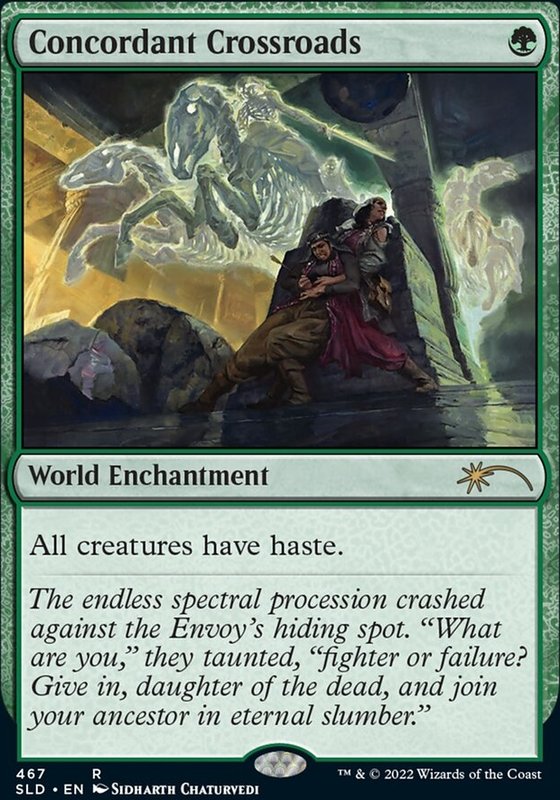 Concordant Crossroads
World Enchantment
All creatures have haste.
The endless spectral procession crashed
against the Envoy's hiding spot. “What
are you,” they taunted, “fighter or failure?
Give in, daughter of the dead, and join
your ancestor in eternal slumber.”
467 R
SLD • EN Sidharth Chaturvedi
™ & © 2022 Wizards of the Coast